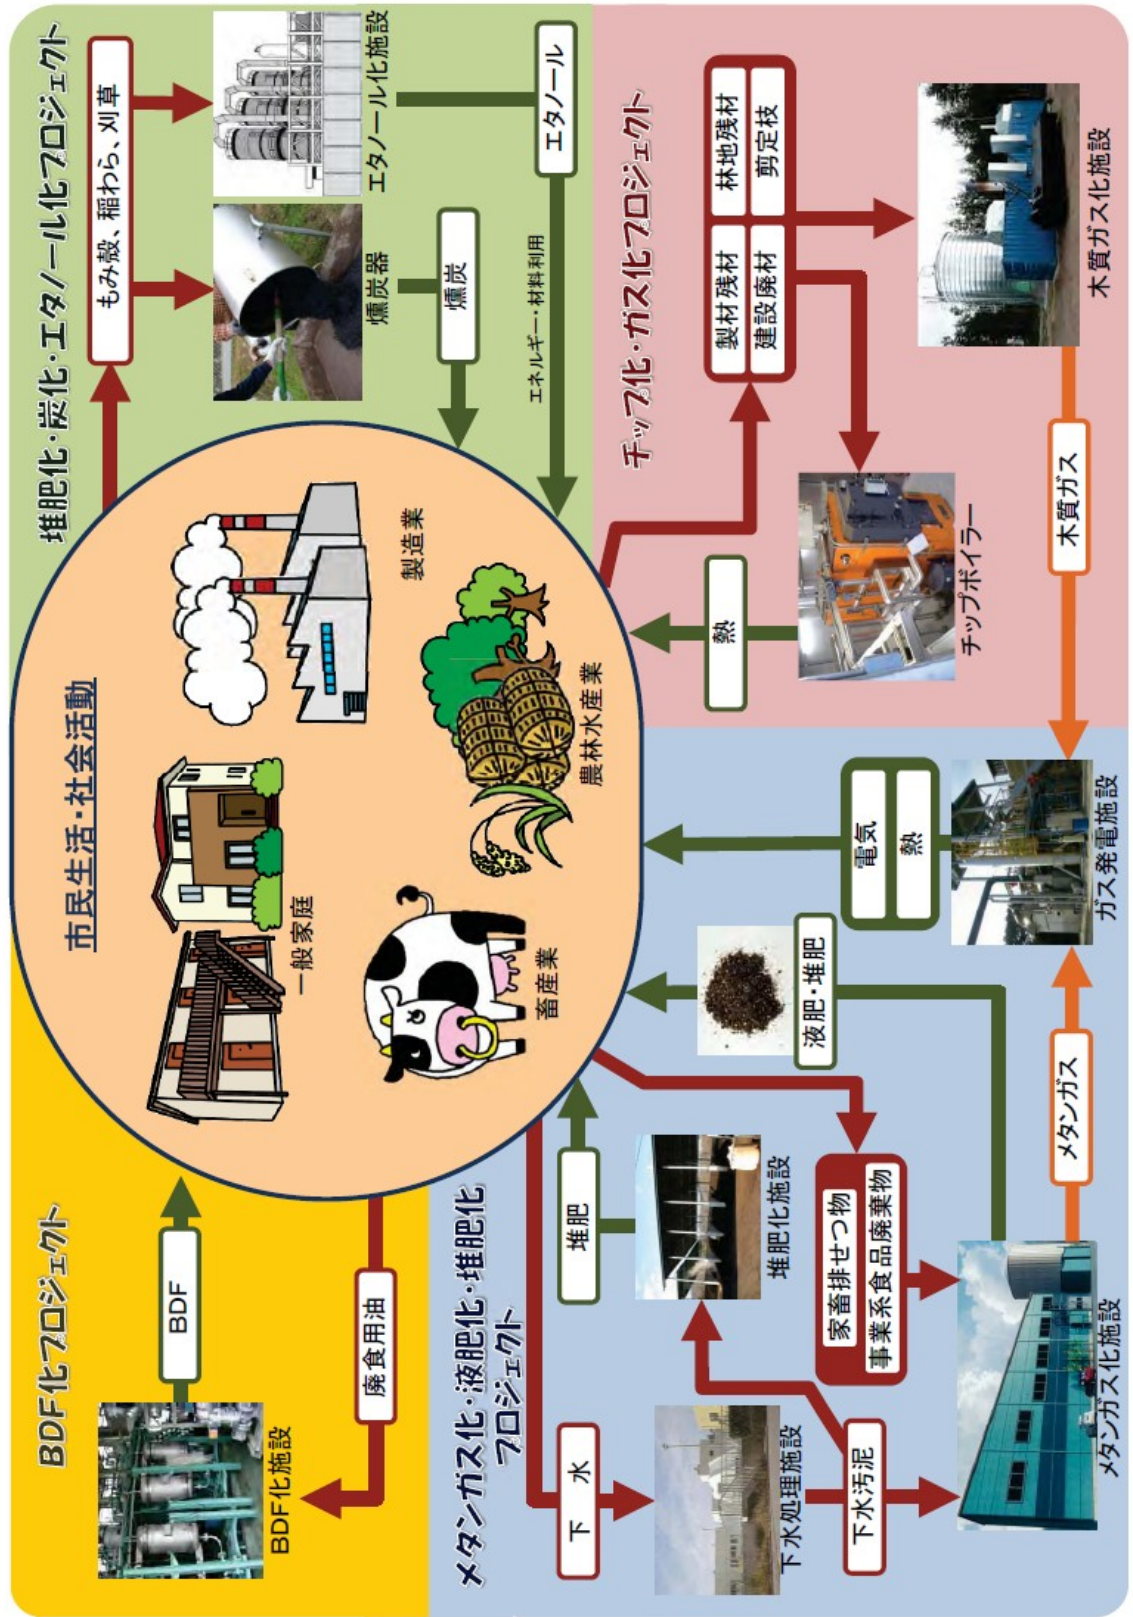 BDF化プロジェクト
BDF
BDF化施設
廃食用油
市民生活・社会活動
一般家庭
製造業
畜産業
農林水産業
堆肥化・炭化・エタノール化プロジェクト
もみ殻、稲わら、刈草
燻炭器
エタノール化施設
燻炭
エネルギー・材料利用
エタノール
メタンガス化・液肥化・堆肥化
プロジェクト
下 水
下水処理施設
下水汚泥
堆肥
堆肥化施設
家畜排せつ物
事業系食品廃棄物
メタンガス化施設
液肥・堆肥
メタンガス
電気
熱
ガス発電施設
チップ化・ガス化プロジェクト
製材残材
林地残材
建設廃材
剪定枝
熱
チップボイラー
木質ガス化施設
木質ガス